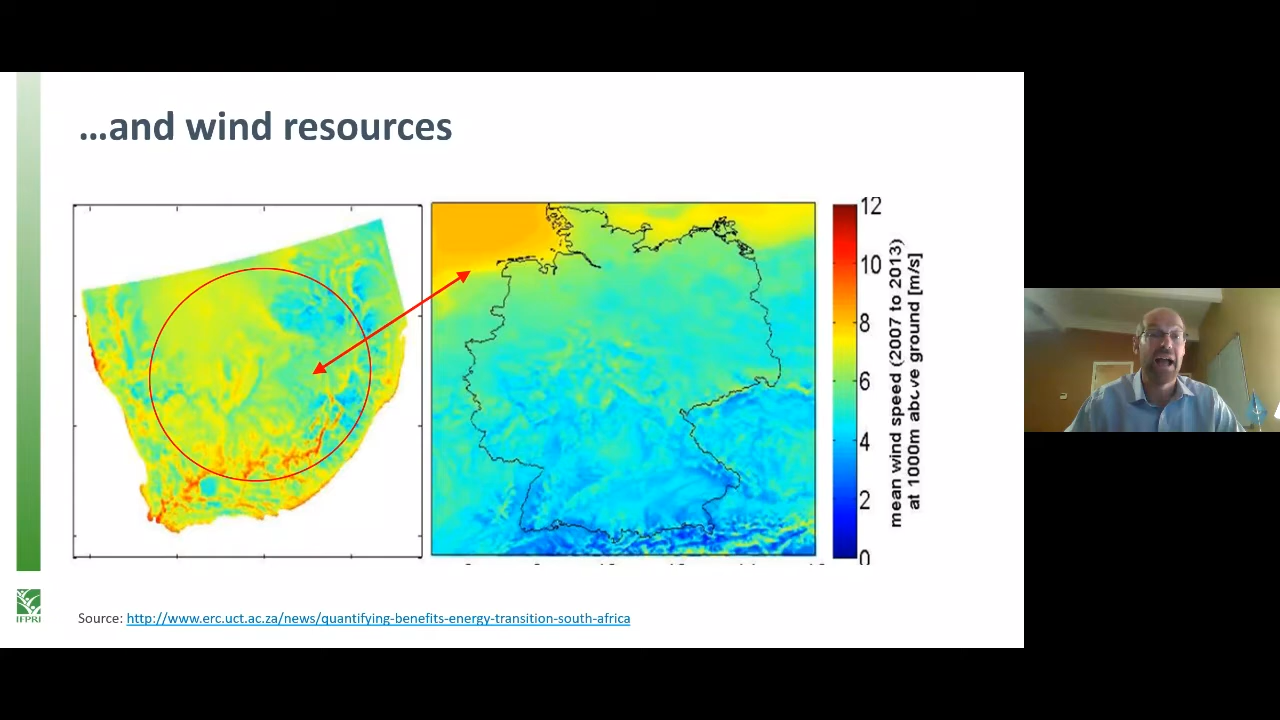 …and wind resources
12
10
8
6
4
2
0
mean wind speed (2007 to 2013)
at 1000m above ground [m/s]
IFPRI
Source: http://www.erc.uct.ac.za/news/quantifying-benefits-energy-transition-south-africa